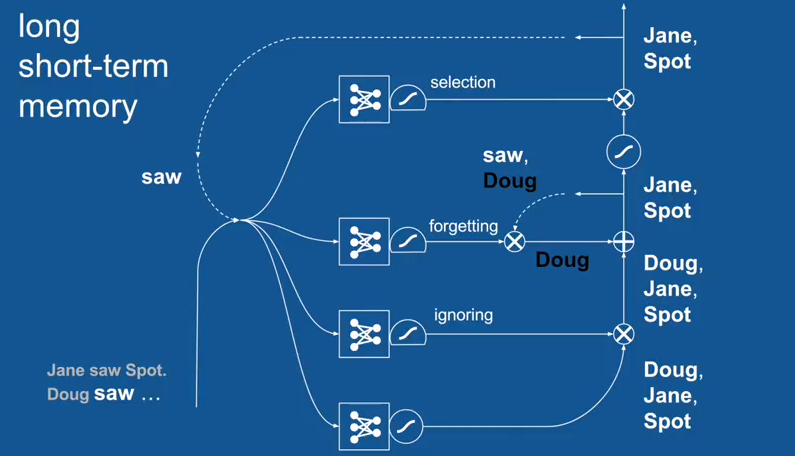 long
short-term
memory
selection
Jane,
Spot
saw
saw,
Doug
Jane,
Spot
forgetting
Doug
Doug,
Jane,
Spot
ignoring
Jane saw Spot.
Doug saw …
Doug,
Jane,
Spot